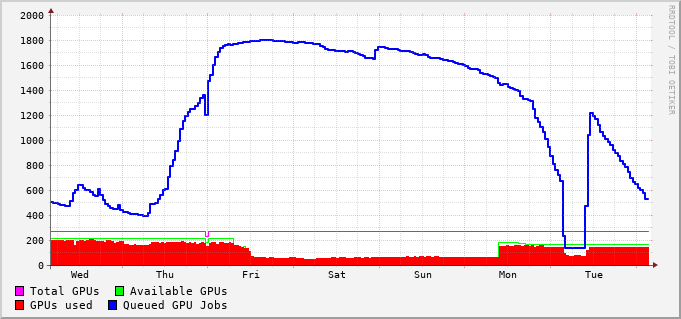 2000
1800
1600
1400
1200
1000
800
600
400
200
0
Wed Thu Fri Sat Sun Mon Tue
Total GPUs Available GPUs
GPUs used Queued GPU Jobs
RRDTOOL / TOBI OETIKER